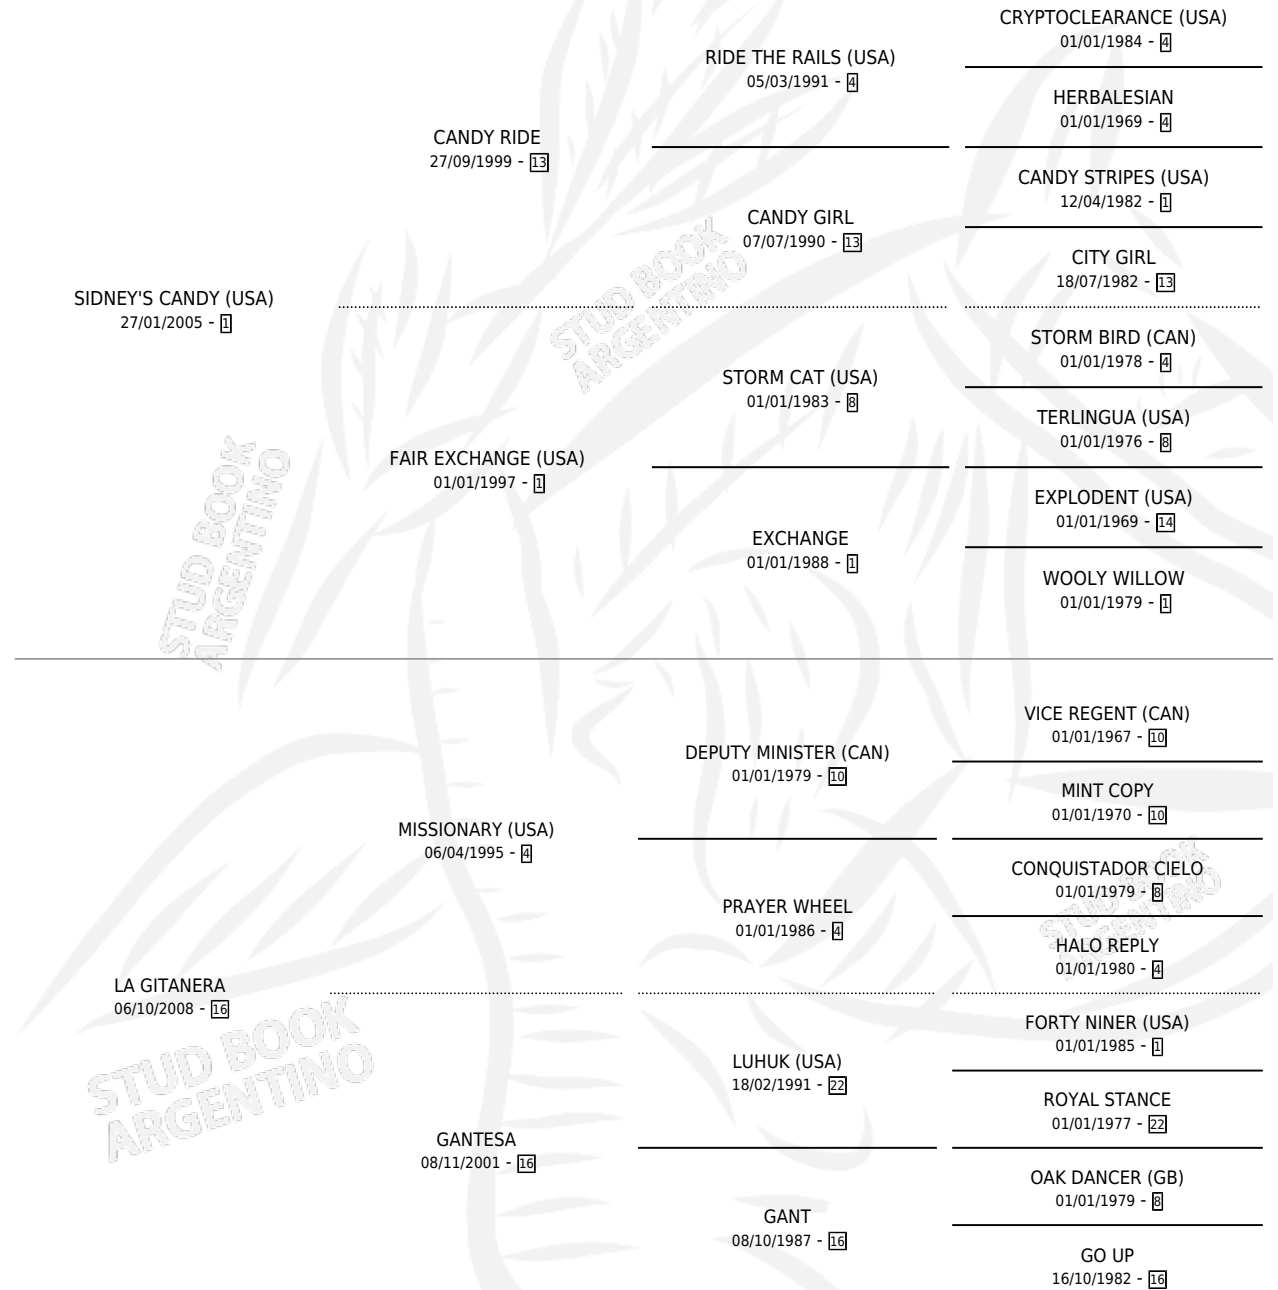 CRYPTOCLEARANCE (USA)
01/01/1984 - 4
RIDE THE RAILS (USA)
05/03/1991 - 4
HERBALESIAN
01/01/1969 - 4
CANDY RIDE
27/09/1999 - 13
CANDY STRIPES (USA)
12/04/1982 - 1
CANDY GIRL
07/07/1990 - 13
CITY GIRL
18/07/1982 - 13
SIDNEY'S CANDY (USA)
27/01/2005 - 1
STORM BIRD (CAN)
01/01/1978 - 4
STORM CAT (USA)
01/01/1983 - 8
TERLINGUA (USA)
01/01/1976 - 8
FAIR EXCHANGE (USA)
01/01/1997 - 1
EXPLODENT (USA)
01/01/1969 - 14
EXCHANGE
01/01/1988 - 1
WOOLY WILLOW
01/01/1979 - 1
STUD BOOK
ARGENTINO
STUD BOOK
ARGENTINO
VICE REGENT (CAN)
01/01/1967 - 10
DEPUTY MINISTER (CAN)
01/01/1979 - 10
MINT COPY
01/01/1970 - 10
MISSIONARY (USA)
06/04/1995 - 4
CONQUISTADOR CIELO
01/01/1979 - 8
PRAYER WHEEL
01/01/1986 - 4
HALO REPLY
01/01/1980 - 4
STUD BOOK
ARGENTINO
LA GITANERA
06/10/2008 - 16
FORTY NINER (USA)
01/01/1985 - 1
LUHUK (USA)
18/02/1991 - 22
ROYAL STANCE
01/01/1977 - 22
STUD BOOK
ARGENTINO
GANTESA
08/11/2001 - 16
OAK DANCER (GB)
01/01/1979 - 8
GANT
08/10/1987 - 16
GO UP
16/10/1982 - 16